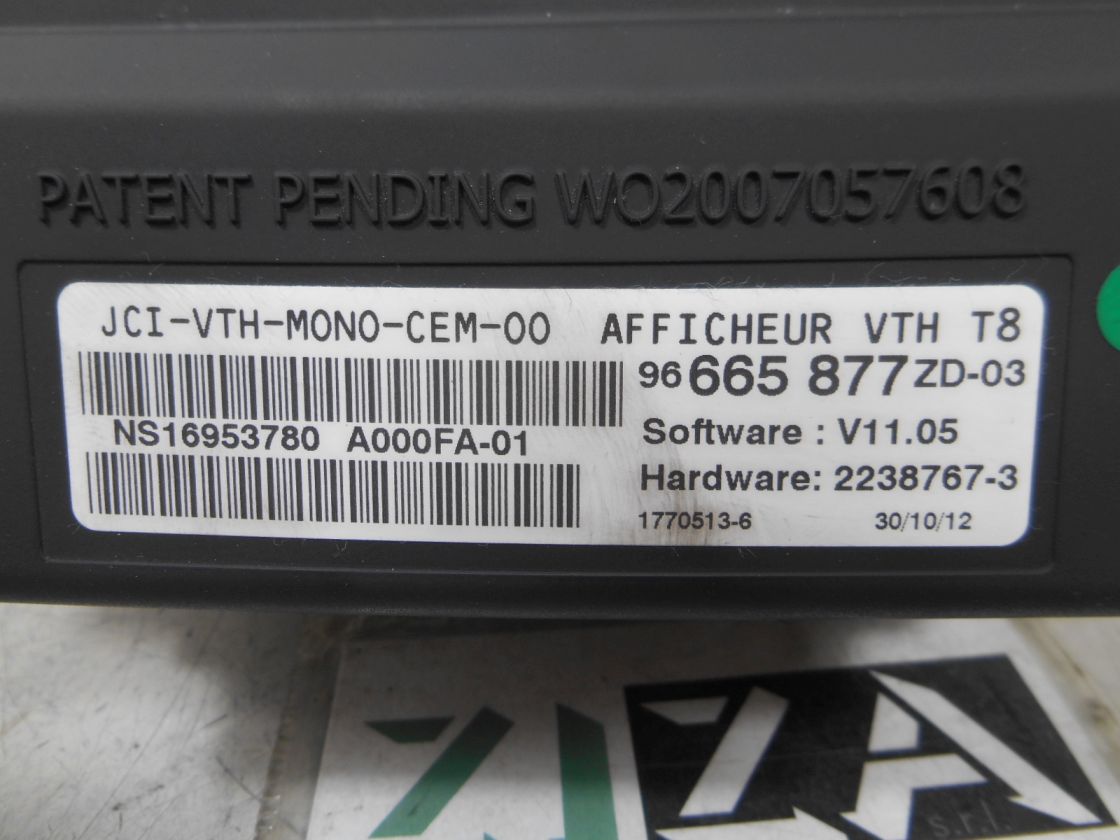 PATENT PENDING WO2007057608
JCI-VTH-MONO-CEM-00 AFFICHEUR VTH T8
96 665 877 ZD-03
NS16953780 A000FA-01
Software : V11.05
Hardware: 2238767-3
1770513-6 30/10/12
s.r.l.